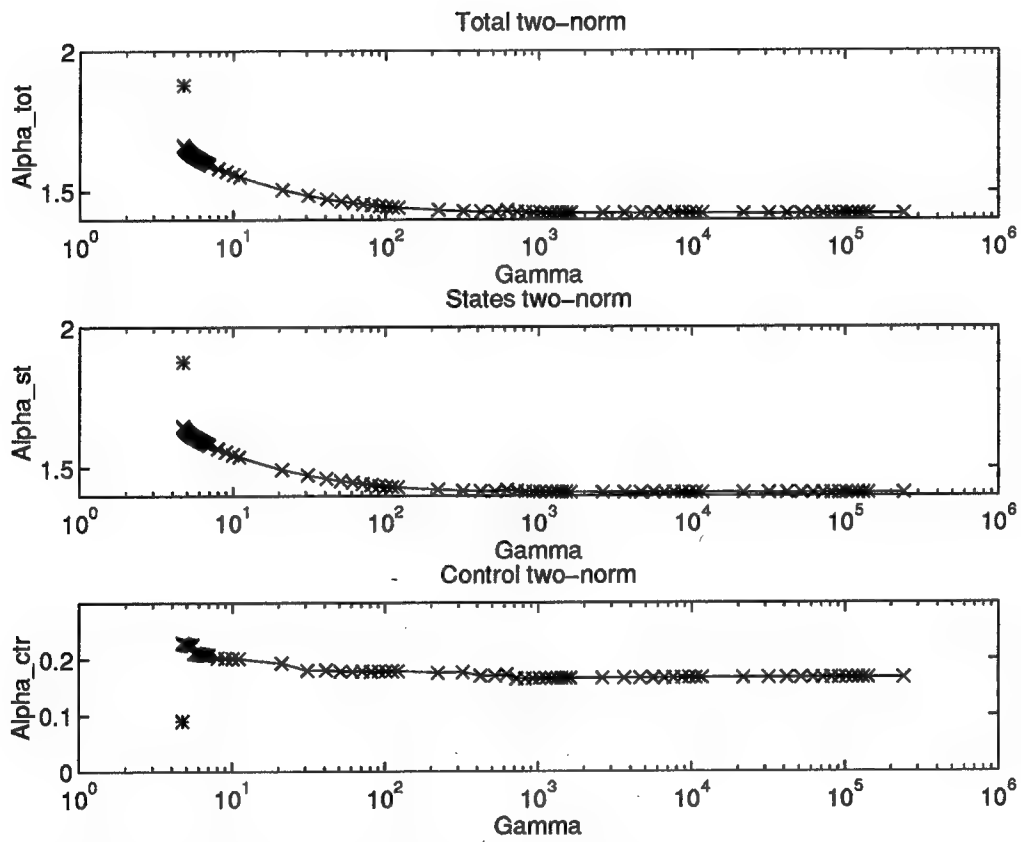 Total two-norm
2
1.5
Alpha_tot
10^0 10^1 10^2 10^3 10^4 10^5 10^6
Gamma
States two-norm
2
1.5
Alpha_st
10^0 10^1 10^2 10^3 10^4 10^5 10^6
Gamma
Control two-norm
0.2
0.1
0
Alpha_ctr
10^0 10^1 10^2 10^3 10^4 10^5 10^6
Gamma